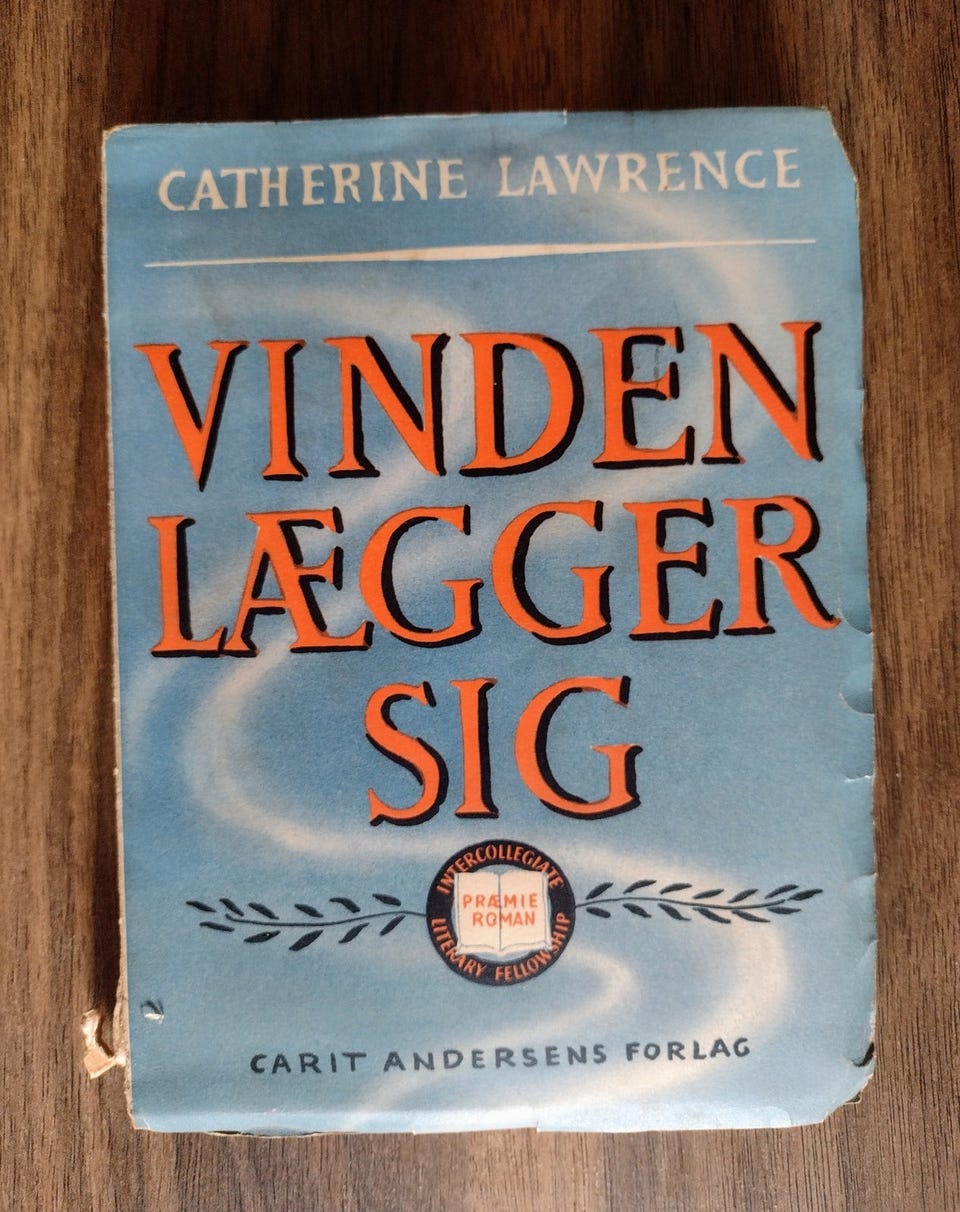 CATHERINE LAWRENCE
VINDEN
LÆGGER
SIG
INTERCOLLEGIATE
PRÆMIE
ROMAN
LITERARY FELLOWSHIP
CARIT ANDERSENS FORLAG